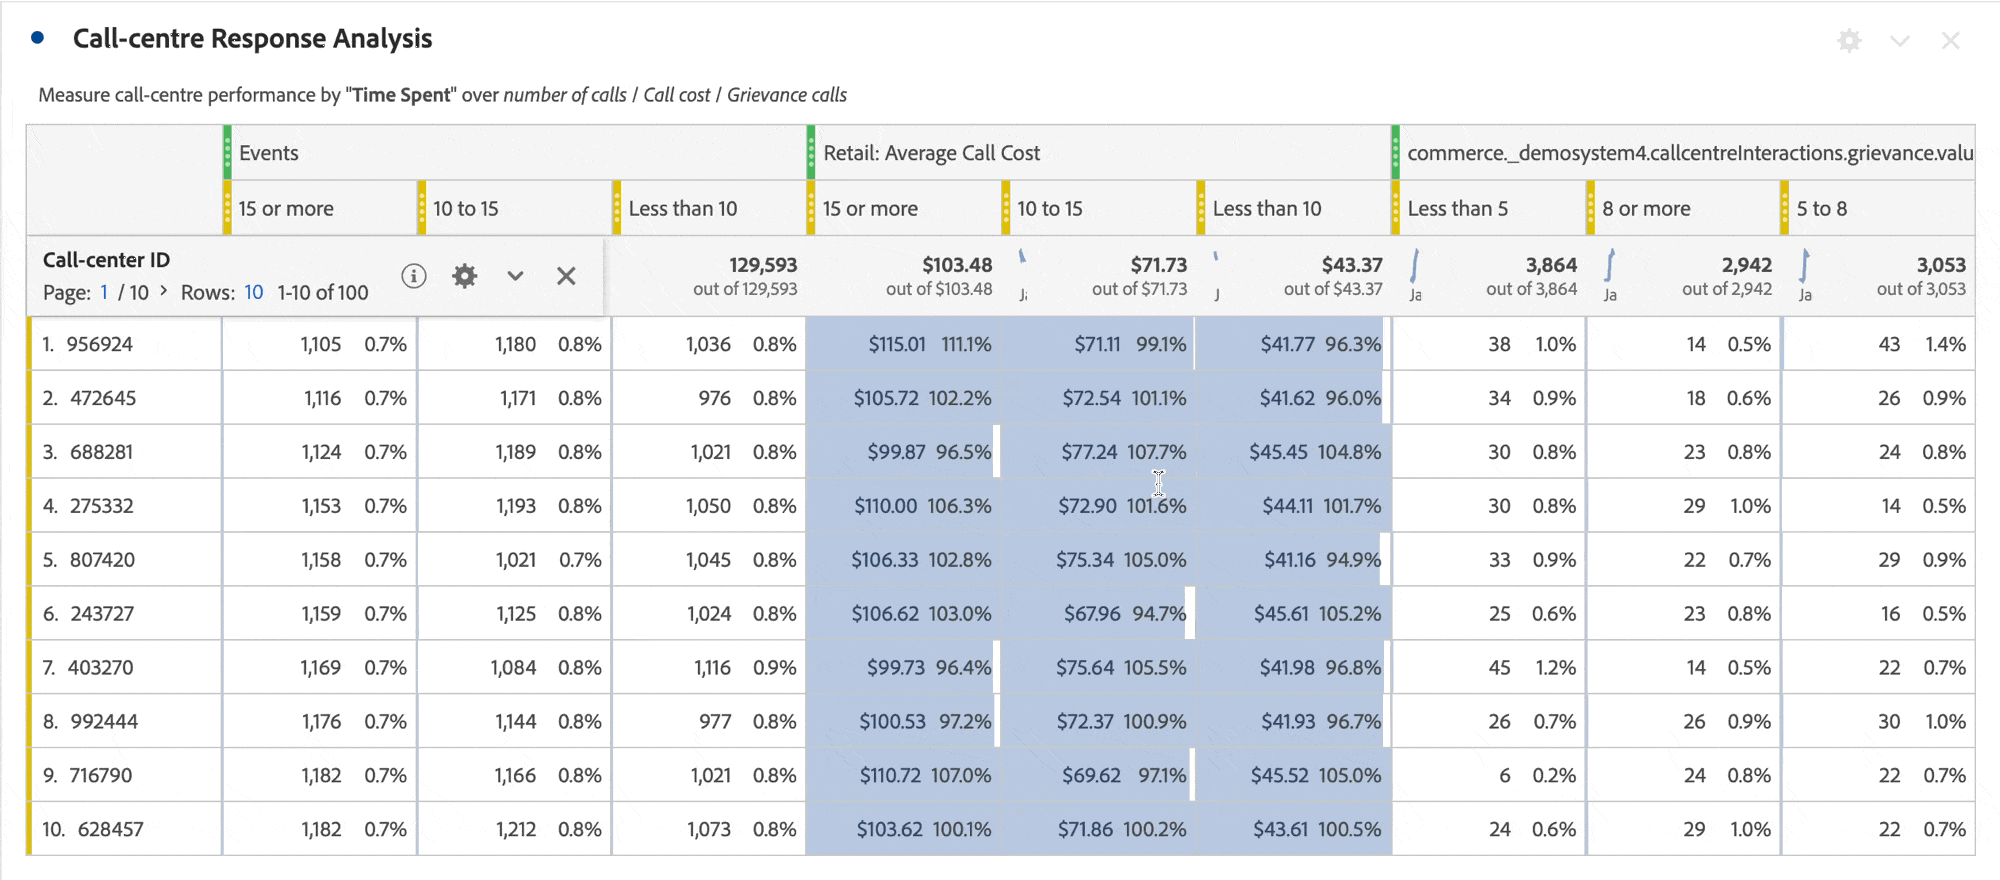 Call-centre Response Analysis
Measure call-centre performance by "Time Spent" over number of calls / Call cost / Grievance calls
Events Retail: Average Call Cost commerce._demosystem4.callcentreInteractions.grievance.valu
15 or more 10 to 15 Less than 10 15 or more 10 to 15 Less than 10 Less than 5 8 or more 5 to 8
Call-center ID
Page: 1 / 10 > Rows: 10 1-10 of 100
129,593 $103.48 $71.73 $43.37 3,864 2,942 3,053
out of 129,593 out of $103.48 Ja out of $71.73 J out of $43.37 Ja out of 3,864 Ja out of 2,942 Ja out of 3,053
1. 956924 1,105 0.7% 1,180 0.8% 1,036 0.8% $115.01 111.1% $71.11 99.1% $41.77 96.3% 38 1.0% 14 0.5% 43 1.4%
2. 472645 1,116 0.7% 1,171 0.8% 976 0.8% $105.72 102.2% $72.54 101.1% $41.62 96.0% 34 0.9% 18 0.6% 26 0.9%
3. 688281 1,124 0.7% 1,189 0.8% 1,021 0.8% $99.87 96.5% $77.24 107.7% $45.45 104.8% 30 0.8% 23 0.8% 24 0.8%
4. 275332 1,153 0.7% 1,193 0.8% 1,050 0.8% $110.00 106.3% $72.90 101.6% $44.11 101.7% 30 0.8% 29 1.0% 14 0.5%
5. 807420 1,158 0.7% 1,021 0.7% 1,045 0.8% $106.33 102.8% $75.34 105.0% $41.16 94.9% 33 0.9% 22 0.7% 29 0.9%
6. 243727 1,159 0.7% 1,125 0.8% 1,024 0.8% $106.62 103.0% $67.96 94.7% $45.61 105.2% 25 0.6% 23 0.8% 16 0.5%
7. 403270 1,169 0.7% 1,084 0.8% 1,116 0.9% $99.73 96.4% $75.64 105.5% $41.98 96.8% 45 1.2% 14 0.5% 22 0.7%
8. 992444 1,176 0.7% 1,144 0.8% 977 0.8% $100.53 97.2% $72.37 100.9% $41.93 96.7% 26 0.7% 26 0.9% 30 1.0%
9. 716790 1,182 0.7% 1,166 0.8% 1,021 0.8% $110.72 107.0% $69.62 97.1% $45.52 105.0% 6 0.2% 24 0.8% 22 0.7%
10. 628457 1,182 0.7% 1,212 0.8% 1,073 0.8% $103.62 100.1% $71.86 100.2% $43.61 100.5% 24 0.6% 29 1.0% 22 0.7%